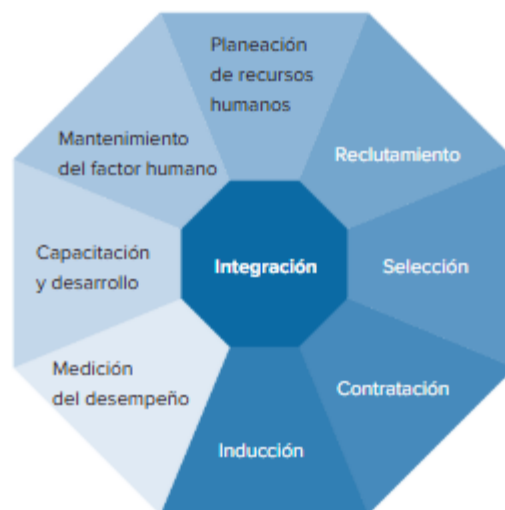 Planeación
de recursos
humanos
Reclutamiento
Selección
Contratación
Inducción
Medición
del desempeño
Capacitación
y desarrollo
Mantenimiento
del factor humano
Integración